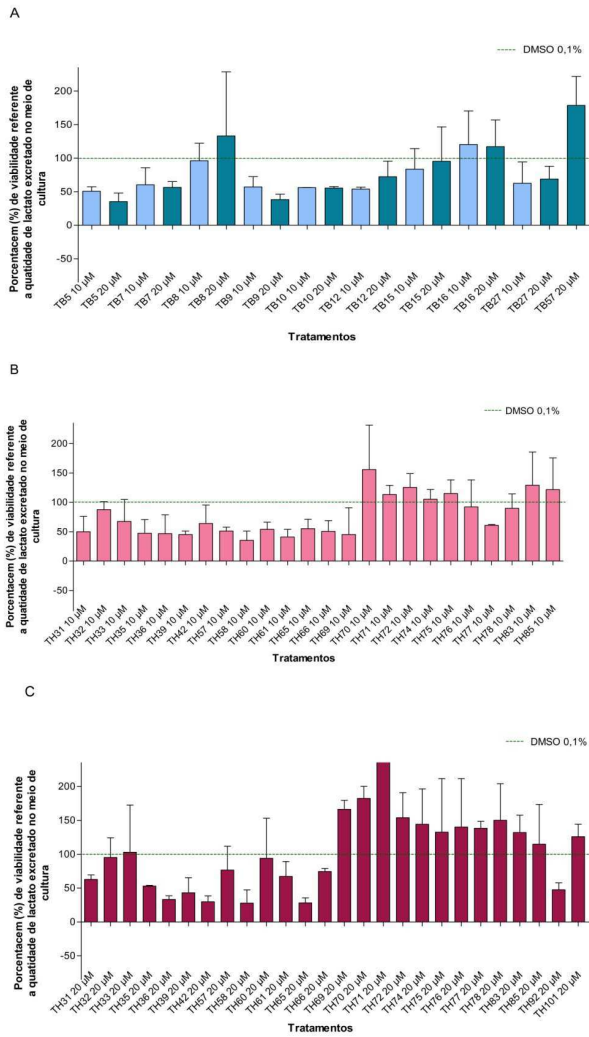 A
DMSO 0,1%
Porcentacem (%) de viabilidade referente
a quatidade de lactato excretado no meio de
cultura
200
150
100
50
0
-50
TB5 10 µM
TB5 20 µM
TB7 10 µM
TB7 20 µM
TB8 10 µM
TB8 20 µM
TB9 10 µM
TB9 20 µM
TB10 10 µM
TB10 20 µM
TB12 10 µM
TB12 20 µM
TB15 10 µM
TB15 20 µM
TB16 10 µM
TB16 20 µM
TB27 10 µM
TB27 20 µM
TB57 20 µM
Tratamentos
B
DMSO 0,1%
Porcentacem (%) de viabilidade referente
a quatidade de lactato excretado no meio de
cultura
200
150
100
50
0
-50
TH31 10 µM
TH32 10 µM
TH33 10 µM
TH35 10 µM
TH36 10 µM
TH39 10 µM
TH42 10 µM
TH57 10 µM
TH58 10 µM
TH60 10 µM
TH61 10 µM
TH65 10 µM
TH66 10 µM
TH69 10 µM
TH70 10 µM
TH71 10 µM
TH72 10 µM
TH74 10 µM
TH75 10 µM
TH76 10 µM
TH77 10 µM
TH78 10 µM
TH83 10 µM
TH85 10 µM
Tratamentos
C
DMSO 0,1%
Porcentacem (%) de viabilidade referente
a quatidade de lactato excretado no meio de
cultura
200
150
100
50
0
-50
TH31 20 µM
TH32 20 µM
TH33 20 µM
TH35 20 µM
TH36 20 µM
TH39 20 µM
TH42 20 µM
TH57 20 µM
TH58 20 µM
TH60 20 µM
TH61 20 µM
TH65 20 µM
TH66 20 µM
TH69 20 µM
TH70 20 µM
TH71 20 µM
TH72 20 µM
TH74 20 µM
TH75 20 µM
TH76 20 µM
TH77 20 µM
TH78 20 µM
TH83 20 µM
TH85 20 µM
TH92 20 µM
TH101 20 µM
Tratamentos